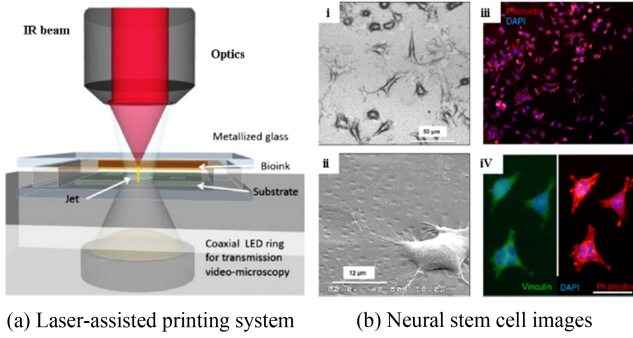 IR beam
Optics
Metallized glass
Bioink
Substrate
Jet
Coaxial LED ring
for transmission
video-microscopy
(a) Laser-assisted printing system
i
50 µm
ii
12 µm
iii
Phalloidin
DAPI
iV
Vinculin
DAPI
Phalloidin
(b) Neural stem cell images